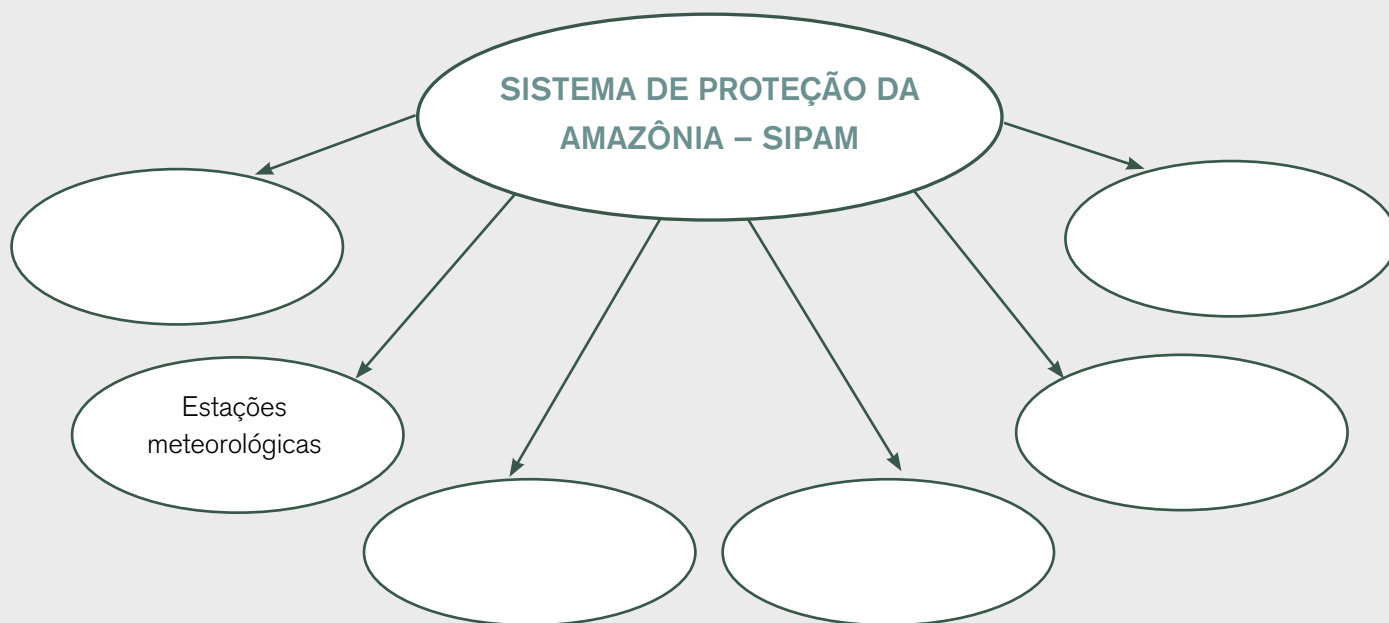 SISTEMA DE PROTEÇÃO DA
AMAZÔNIA – SIPAM
Estações
meteorológicas